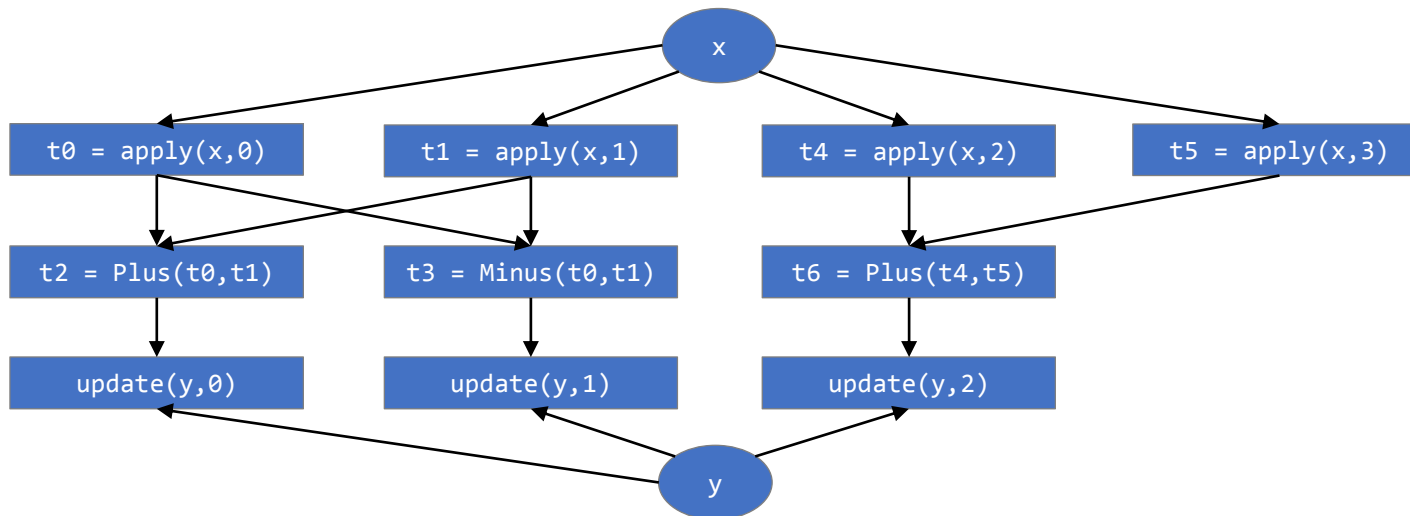 x
t0 = apply(x,0)
t1 = apply(x,1)
t4 = apply(x,2)
t5 = apply(x,3)
t2 = Plus(t0,t1)
t3 = Minus(t0,t1)
t6 = Plus(t4,t5)
update(y,0)
update(y,1)
update(y,2)
y